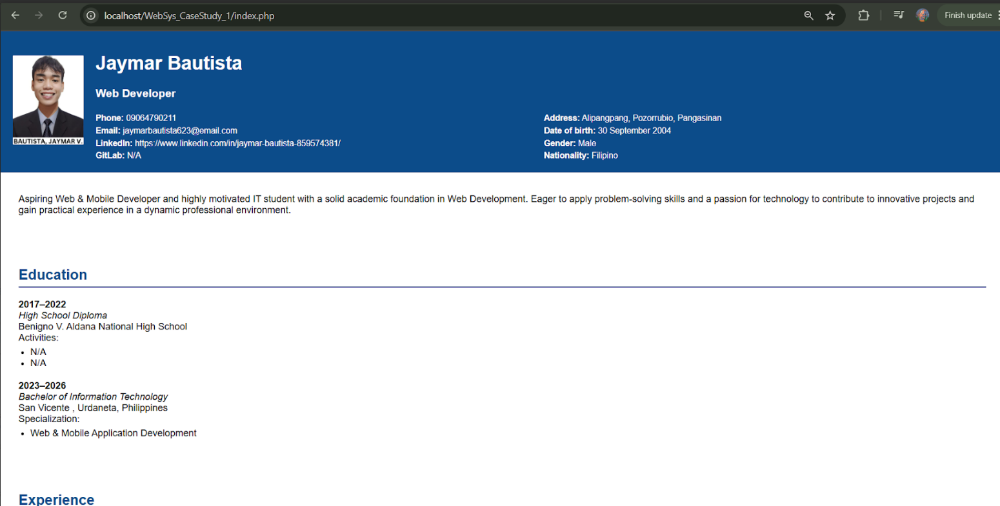 localhost/WebSys_CaseStudy_1/index.php
Finish update
Jaymar Bautista
Web Developer
Phone: 09064790211
Email: jaymarbautista623@email.com
LinkedIn: https://www.linkedin.com/in/jaymar-bautista-859574381/
GitLab: N/A
Address: Alipangpang, Pozorrubio, Pangasinan
Date of birth: 30 September 2004
Gender: Male
Nationality: Filipino
BAUTISTA, JAYMAR V.
Aspiring Web & Mobile Developer and highly motivated IT student with a solid academic foundation in Web Development. Eager to apply problem-solving skills and a passion for technology to contribute to innovative projects and
gain practical experience in a dynamic professional environment.
Education
2017–2022
High School Diploma
Benigno V. Aldana National High School
Activities:
• N/A
• N/A
2023–2026
Bachelor of Information Technology
San Vicente , Urdaneta, Philippines
Specialization:
• Web & Mobile Application Development
Experience